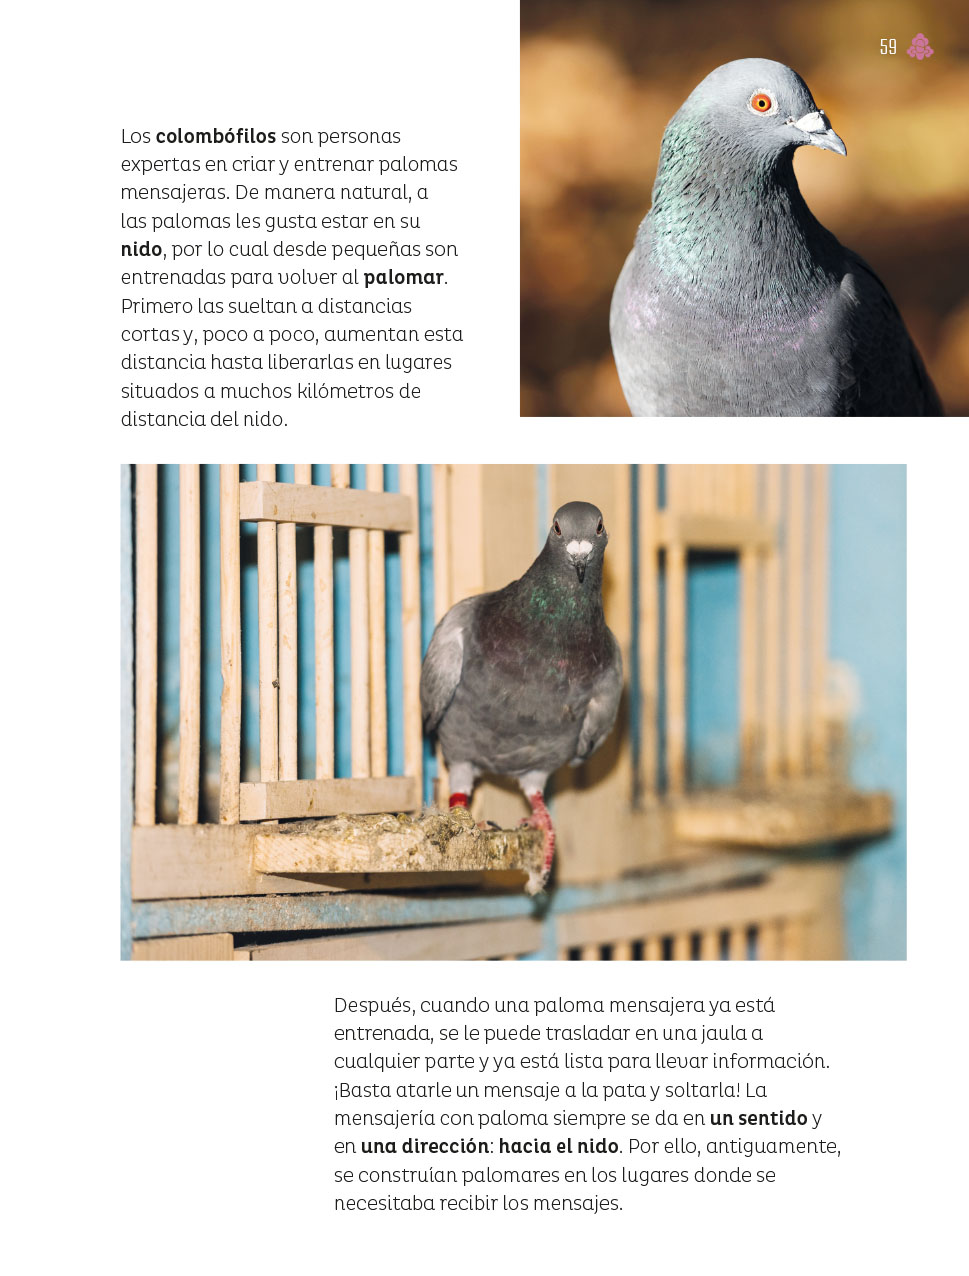 59
Los colombófilos son personas
expertas en criar y entrenar palomas
mensajeras. De manera natural, a
las palomas les gusta estar en su
nido, por lo cual desde pequeñas son
entrenadas para volver al palomar.
Primero las sueltan a distancias
cortas y, poco a poco, aumentan esta
distancia hasta liberarlas en lugares
situados a muchos kilómetros de
distancia del nido.
Después, cuando una paloma mensajera ya está
entrenada, se le puede trasladar en una jaula a
cualquier parte y ya está lista para llevar información.
¡Basta atarle un mensaje a la pata y soltarla! La
mensajería con paloma siempre se da en un sentido y
en una dirección: hacia el nido. Por ello, antiguamente,
se construían palomares en los lugares donde se
necesitaba recibir los mensajes.